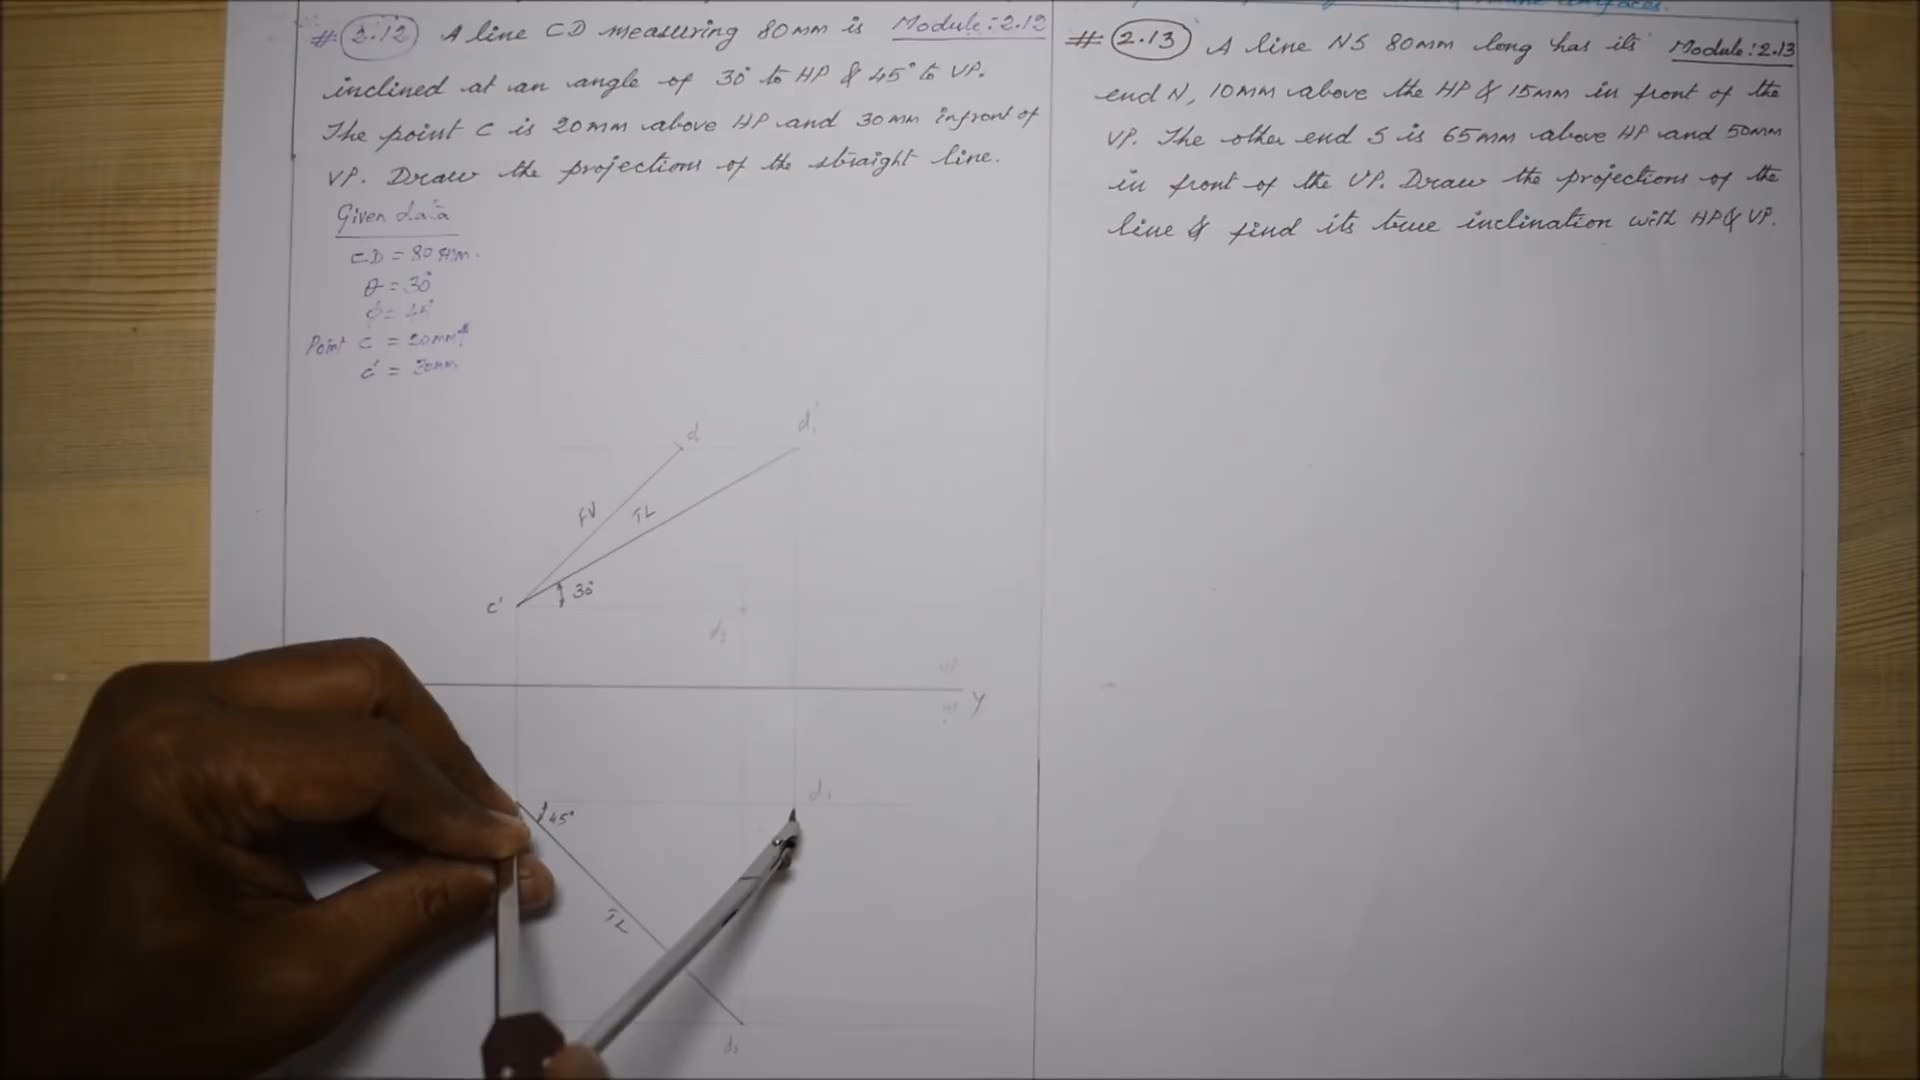 # 2.12 A line CD measuring 80mm is Module: 2.12
inclined at an angle of 30° to HP & 45° to VP.
The point C is 20mm above HP and 30mm infront of
VP. Draw the projections of the straight line.
Given data
CD = 80mm.
θ = 30°
φ = 45°
Point C = 20mm
c' = 30mm.
d
d1'
FV
TL
c'
30°
d2'
Y
d1
45°
TL
d2
surfaces.
# 2.13 A line NS 80mm long has its Module: 2.13
end N, 10mm above the HP & 15mm in front of the
VP. The other end S is 65mm above HP and 50mm
in front of the VP. Draw the projections of the
line & find its true inclination with HP & VP.